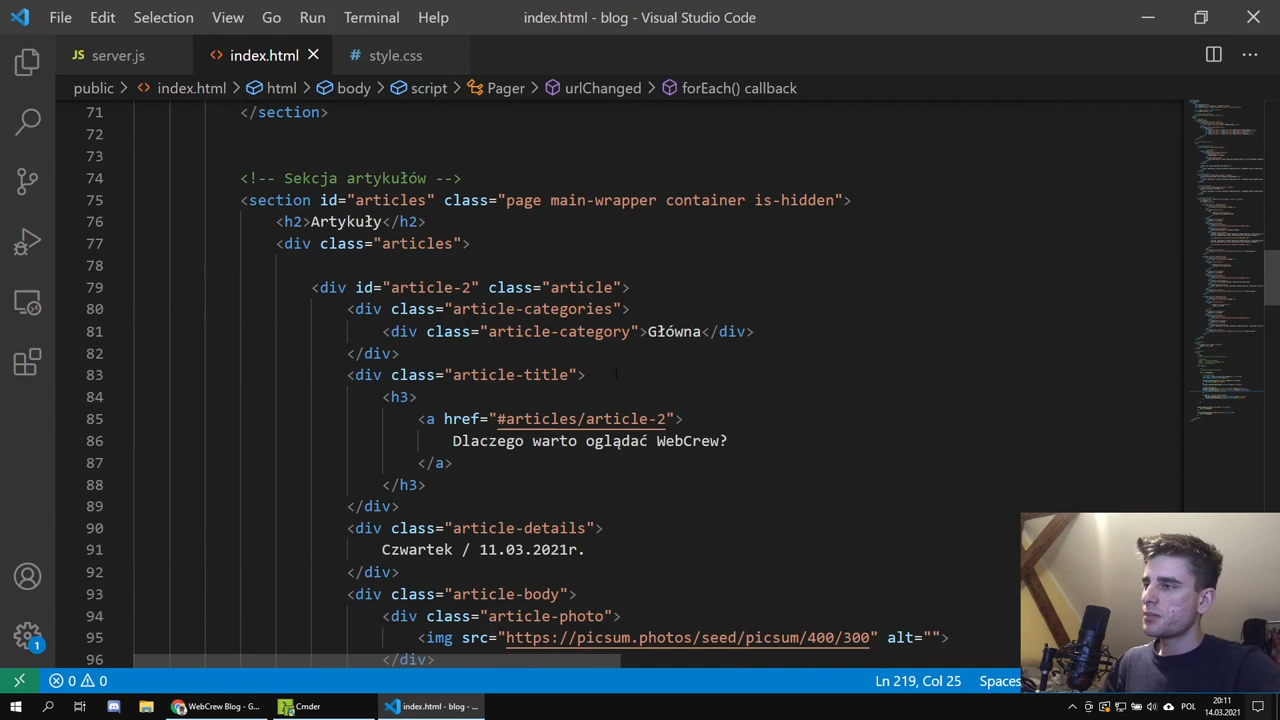 File Edit Selection View Go Run Terminal Help index.html - blog - Visual Studio Code
JS server.js <> index.html # style.css
public > <> index.html > html > body > script > Pager > urlChanged > forEach() callback
71 </section>
72
73
74 <!-- Sekcja artykułów -->
75 <section id="articles" class="page main-wrapper container is-hidden">
76 <h2>Artykuły</h2>
77 <div class="articles">
78
79 <div id="article-2" class="article">
80 <div class="article-categories">
81 <div class="article-category">Główna</div>
82 </div>
83 <div class="article-title">
84 <h3>
85 <a href="#articles/article-2">
86 Dlaczego warto oglądać WebCrew?
87 </a>
88 </h3>
89 </div>
90 <div class="article-details">
91 Czwartek / 11.03.2021r.
92 </div>
93 <div class="article-body">
94 <div class="article-photo">
95 <img src="https://picsum.photos/seed/picsum/400/300" alt="">
96 </div>
1
0 0 Ln 219, Col 25 Spaces
WebCrew Blog - G... Cmder index.html - blog - ... POL 20:11
14.03.2021